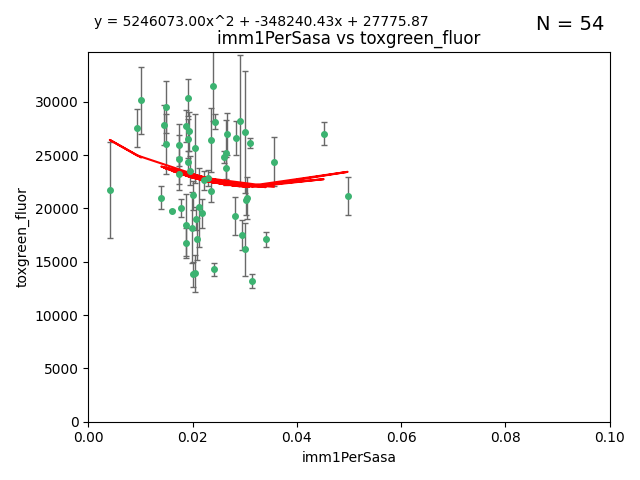 y = 5246073.00x^2 + -348240.43x + 27775.87
N = 54
imm1PerSasa vs toxgreen_fluor
30000
25000
20000
15000
10000
5000
0
toxgreen_fluor
0.00 0.02 0.04 0.06 0.08 0.10
imm1PerSasa